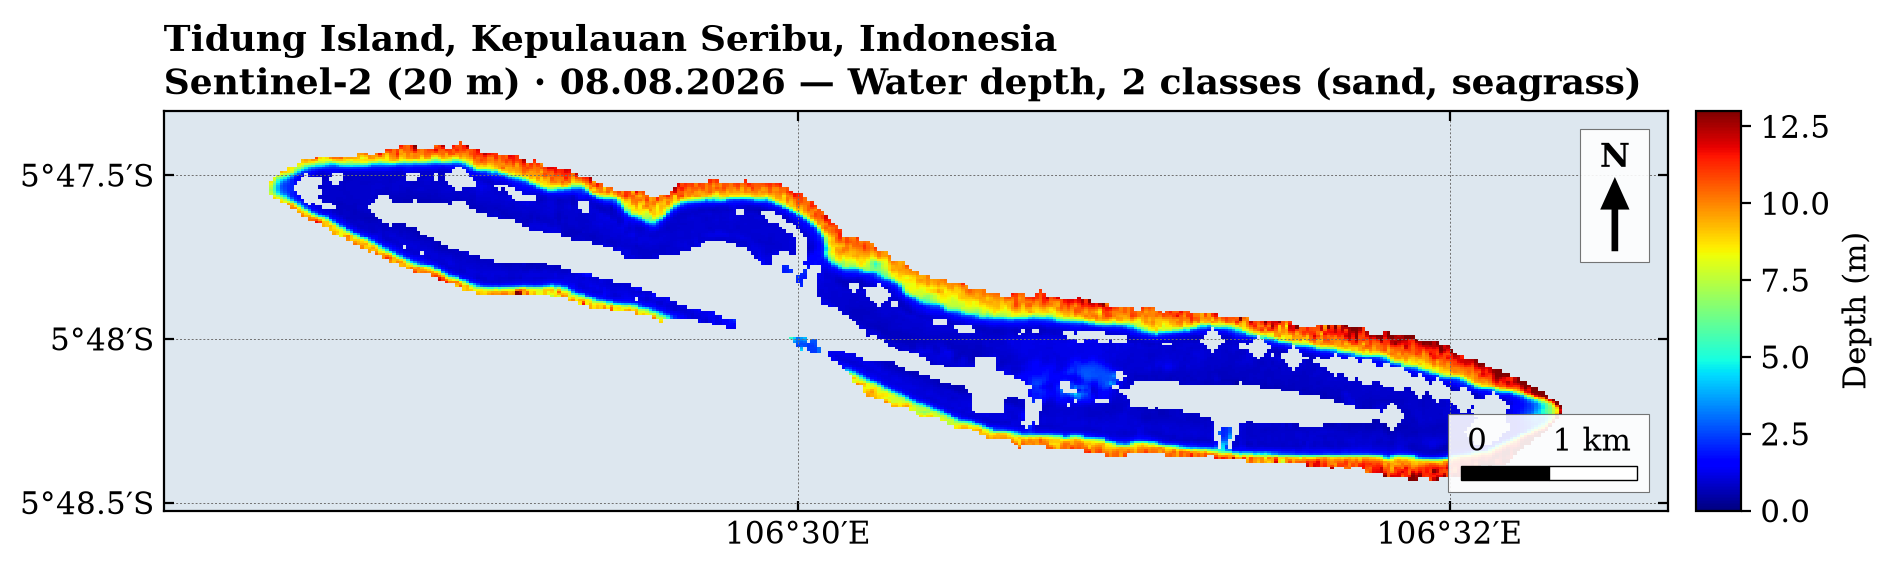 Tidung Island, Kepulauan Seribu, Indonesia
Sentinel-2 (20 m) · 08.08.2026 — Water depth, 2 classes (sand, seagrass)
5°47.5′S
5°48′S
5°48.5′S
106°30′E
106°32′E
N
0 1 km
12.5
10.0
7.5
5.0
2.5
0.0
Depth (m)